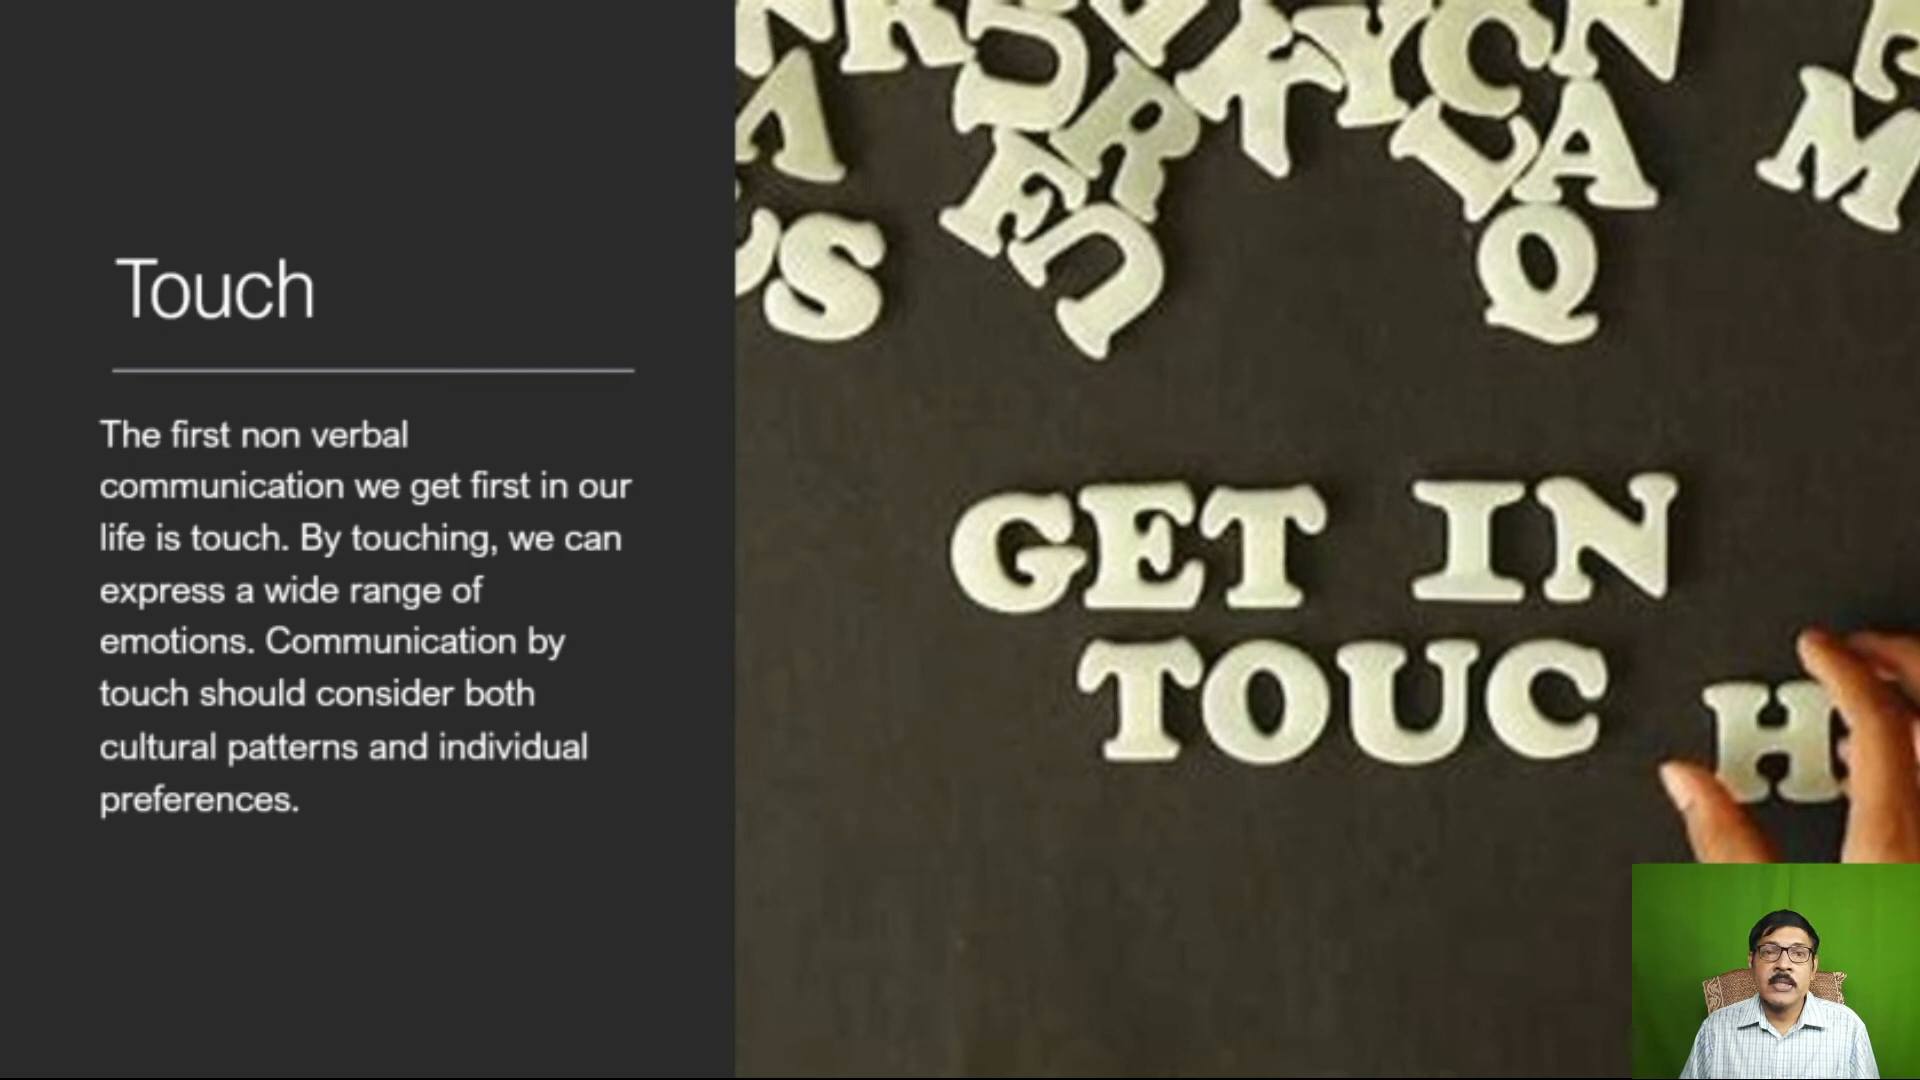 Touch
The first non verbal
communication we get first in our
life is touch. By touching, we can
express a wide range of
emotions. Communication by
touch should consider both
cultural patterns and individual
preferences.
GET IN
TOUC H